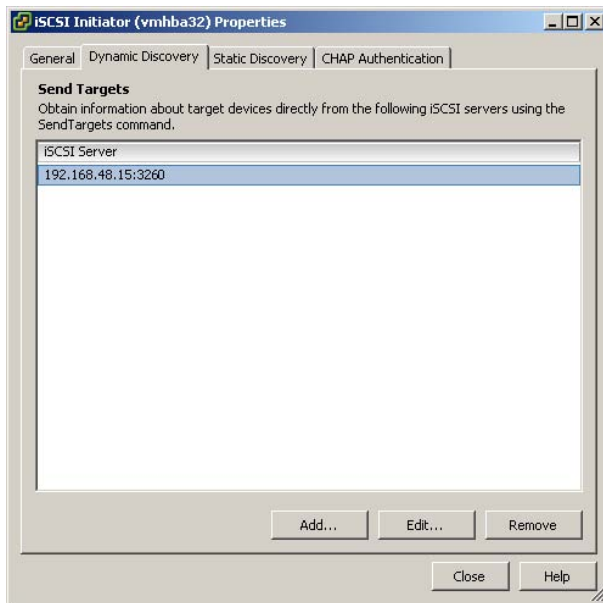 iSCSI Initiator (vmhba32) Properties
General Dynamic Discovery Static Discovery CHAP Authentication
Send Targets
Obtain information about target devices directly from the following iSCSI servers using the
SendTargets command.
iSCSI Server
192.168.48.15:3260
Add... Edit... Remove
Close Help